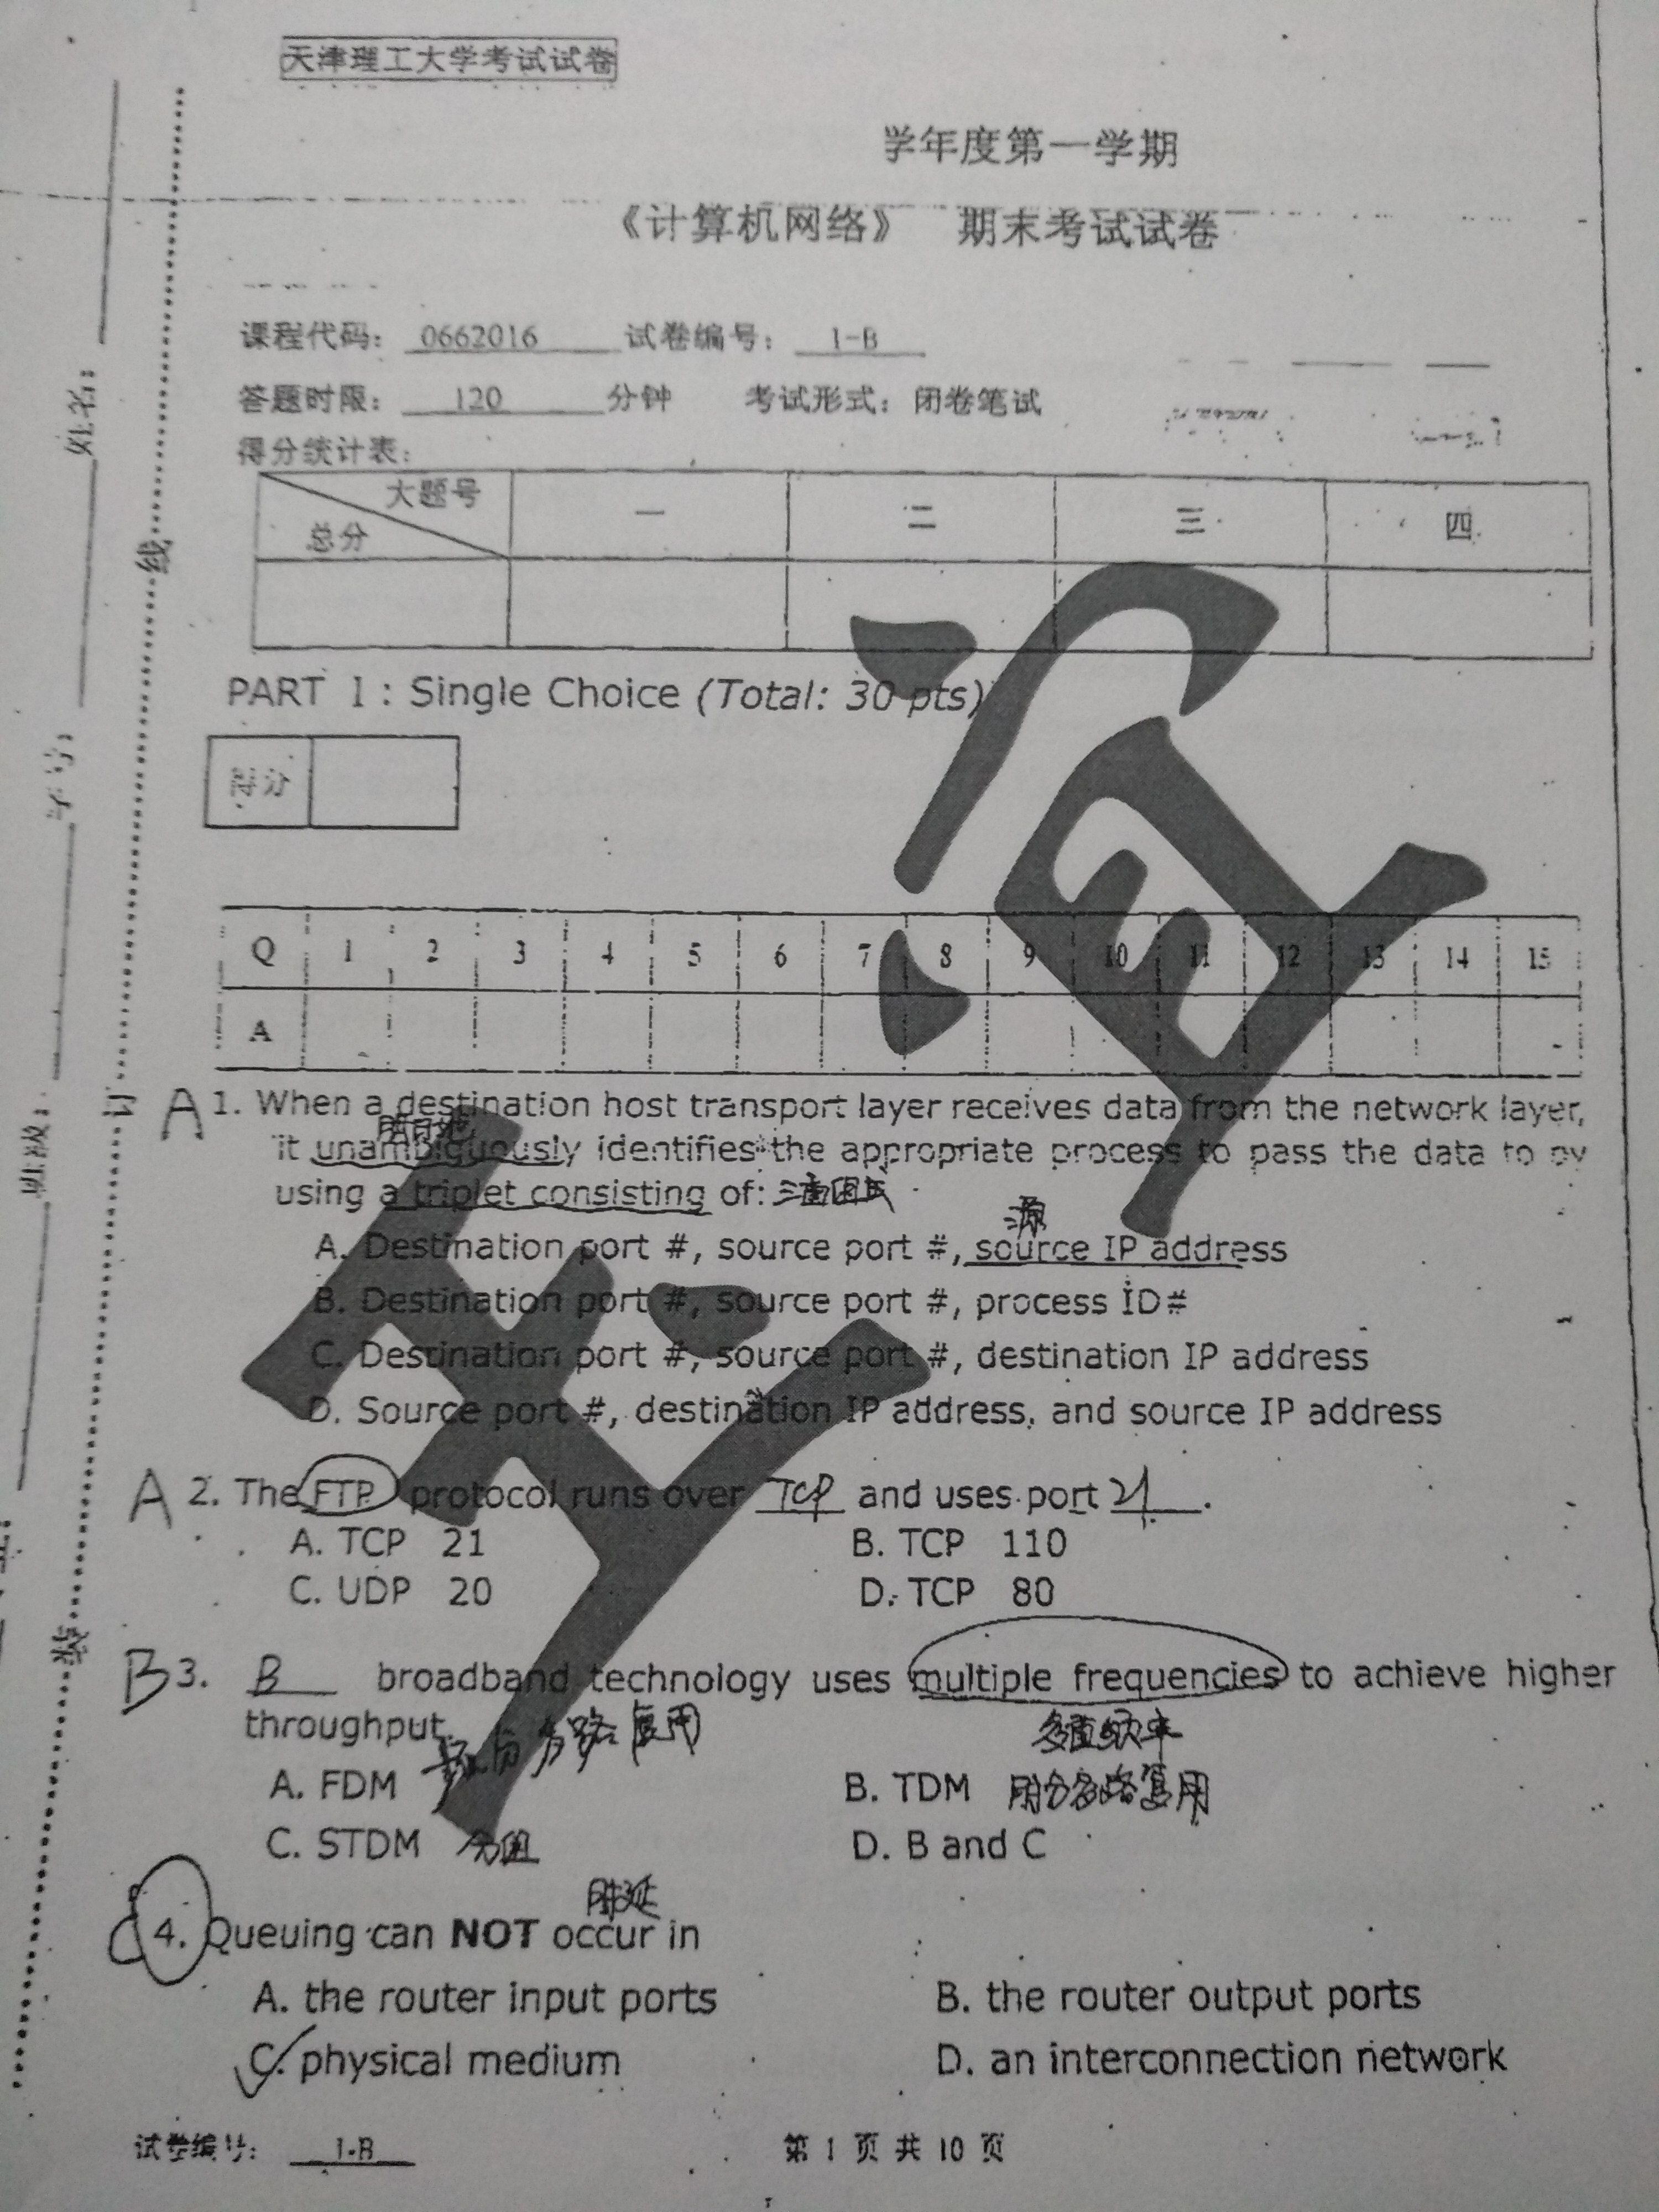 天津理工大学考试试卷
学年度第一学期
《计算机网络》 期末考试试卷
课程代码: 0662016 试卷编号: 1-B
答题时限: 120 分钟 考试形式: 闭卷笔试
得分统计表:
大题号 一 二 三 四
总分
PART 1 : Single Choice (Total: 30 pts)
得分
Q 1 2 3 4 5 6 7 8 9 10 11 12 13 14 15
A
A 1. When a destination host transport layer receives data from the network layer,
it unambiguously identifies the appropriate process to pass the data to by
using a triplet consisting of:
源
A. Destination port #, source port #, source IP address
B. Destination port #, source port #, process ID#
C. Destination port #, source port #, destination IP address
D. Source port #, destination IP address, and source IP address
A 2. The FTP protocol runs over TCP and uses port 21.
A. TCP 21 B. TCP 110
C. UDP 20 D. TCP 80
B 3. B broadband technology uses multiple frequencies to achieve higher
throughput.
多重频率
A. FDM 频分多路复用 B. TDM 时分多路复用
C. STDM 分组 D. B and C
时延
C 4. Queuing can NOT occur in
A. the router input ports B. the router output ports
C. physical medium D. an interconnection network
试卷编号: 1-B 第 1 页 共 10 页
姓名:
学号:
班级:
线
订
装